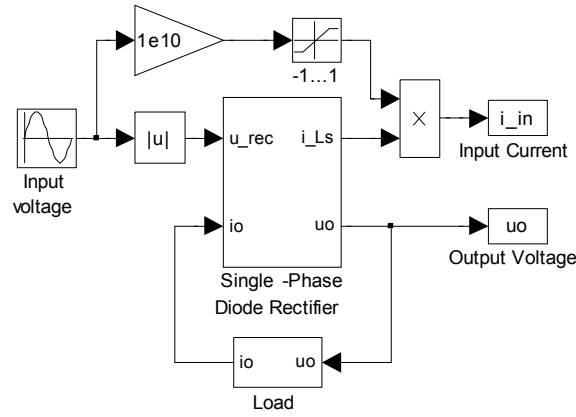 1e10
-1...1
Input
voltage
|u|
u_rec
i_Ls
io
uo
Single -Phase
Diode Rectifier
×
i_in
Input Current
uo
Output Voltage
io
uo
Load